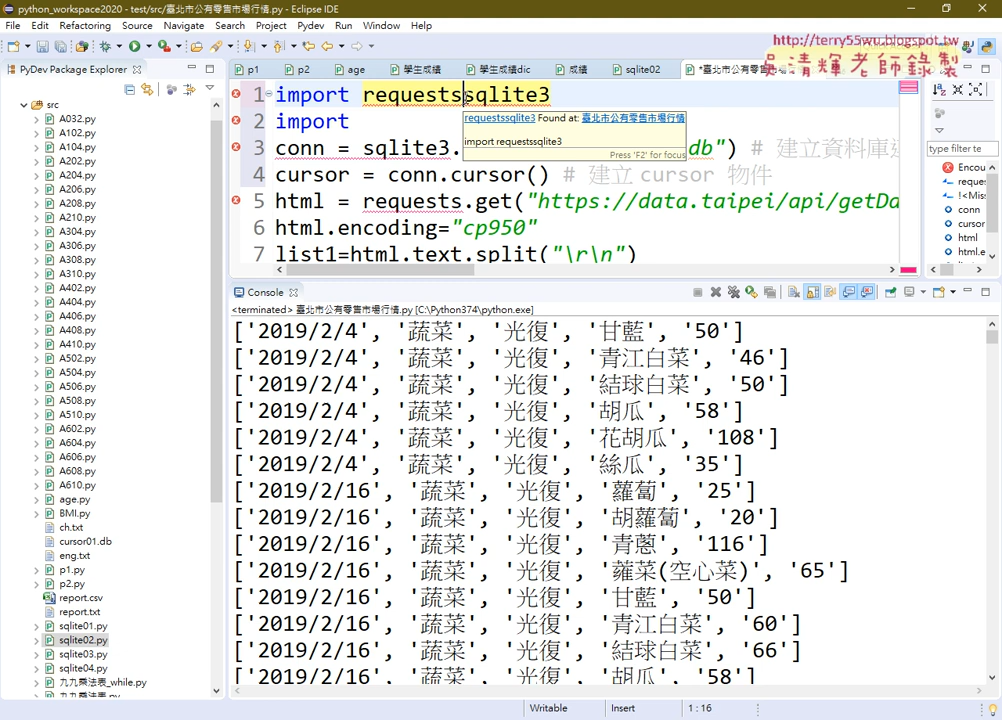 python_workspace2020 - test/src/臺北市公有零售市場行情.py - Eclipse IDE
File Edit Refactoring Source Navigate Search Project Pydev Run Window Help
http://terry55wu.blogspot.tw
吳清輝老師錄製
PyDev Package Explorer
p1 p2 age 學生成績 學生成績dic 成績 sqlite02
src
A032.py
A102.py
A104.py
A202.py
A204.py
A206.py
A208.py
A210.py
A304.py
A306.py
A308.py
A310.py
A402.py
A404.py
A406.py
A408.py
A410.py
A502.py
A504.py
A506.py
A508.py
A510.py
A602.py
A604.py
A606.py
A608.py
A610.py
age.py
BMI.py
ch.txt
cursor01.db
eng.txt
p1.py
p2.py
report.csv
report.txt
sqlite01.py
sqlite02.py
sqlite03.py
sqlite04.py
九九乘法表_while.py
九九乘法表.py
1 import requestssqlite3
2 import
3 conn = sqlite3. db") # 建立資料庫
4 cursor = conn.cursor() # 建立 cursor 物件
5 html = requests.get("https://data.taipei/api/getDa
6 html.encoding="cp950"
7 list1=html.text.split("\r\n")
requestssqlite3 Found at: 臺北市公有零售市場行情
import requestssqlite3
Press 'F2' for focus
type filter te
Encou
reque
!<Mis
conn
cursor
html
html.e
Console
<terminated> 臺北市公有零售市場行情.py [C:\Python374\python.exe]
['2019/2/4', '蔬菜', '光復', '甘藍', '50']
['2019/2/4', '蔬菜', '光復', '青江白菜', '46']
['2019/2/4', '蔬菜', '光復', '結球白菜', '50']
['2019/2/4', '蔬菜', '光復', '胡瓜', '58']
['2019/2/4', '蔬菜', '光復', '花胡瓜', '108']
['2019/2/4', '蔬菜', '光復', '絲瓜', '35']
['2019/2/16', '蔬菜', '光復', '蘿蔔', '25']
['2019/2/16', '蔬菜', '光復', '胡蘿蔔', '20']
['2019/2/16', '蔬菜', '光復', '青蔥', '116']
['2019/2/16', '蔬菜', '光復', '蕹菜(空心菜)', '65']
['2019/2/16', '蔬菜', '光復', '甘藍', '50']
['2019/2/16', '蔬菜', '光復', '青江白菜', '60']
['2019/2/16', '蔬菜', '光復', '結球白菜', '66']
['2019/2/16', '蔬菜', '光復', '胡瓜', '58']
Writable Insert 1 : 16